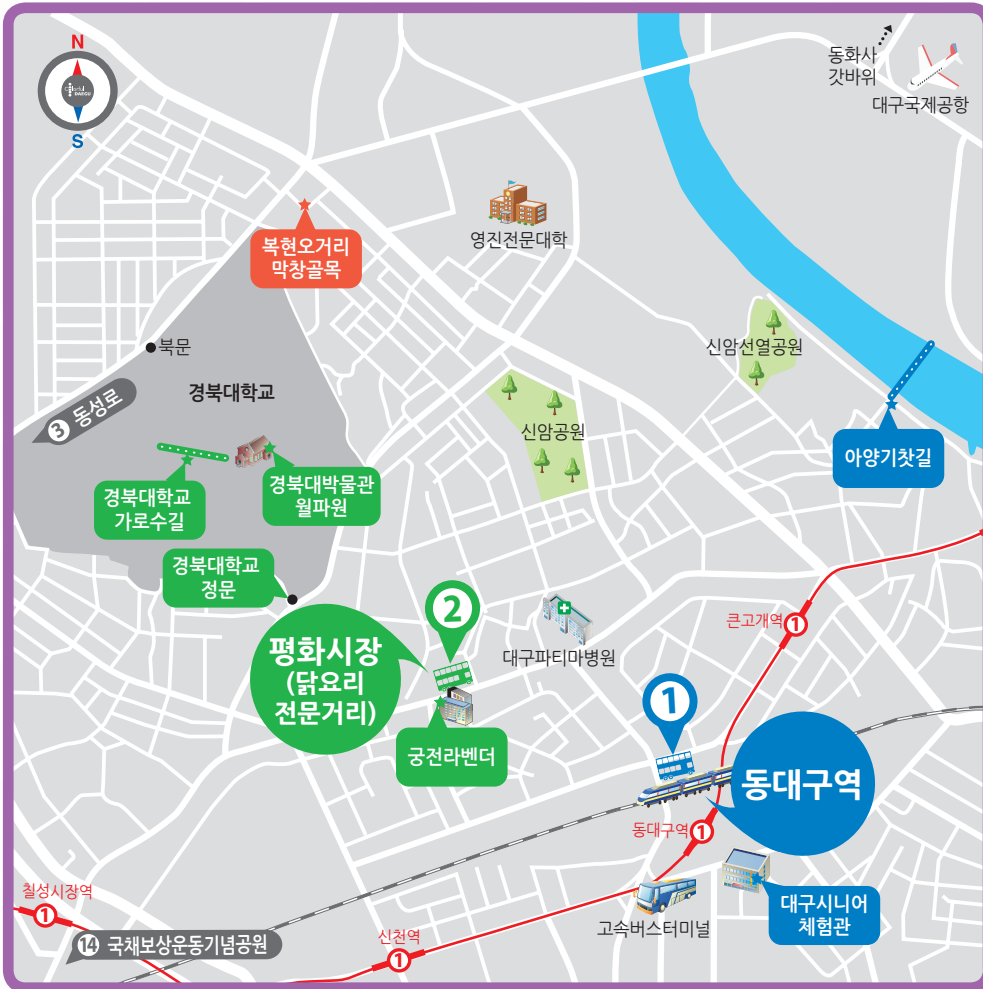 N
S
동화사
갓바위
대구국제공항
복현오거리
막창골목
영진전문대학
북문
경북대학교
신암선열공원
3 동성로
신암공원
아양기찻길
경북대학교
가로수길
경북대박물관
월파원
경북대학교
정문
2
평화시장
(닭요리
전문거리)
대구파티마병원
큰고개역
1
1
궁전라벤더
동대구역
동대구역
1
대구시니어
체험관
고속버스터미널
칠성시장역
1
14 국채보상운동기념공원
신천역
1